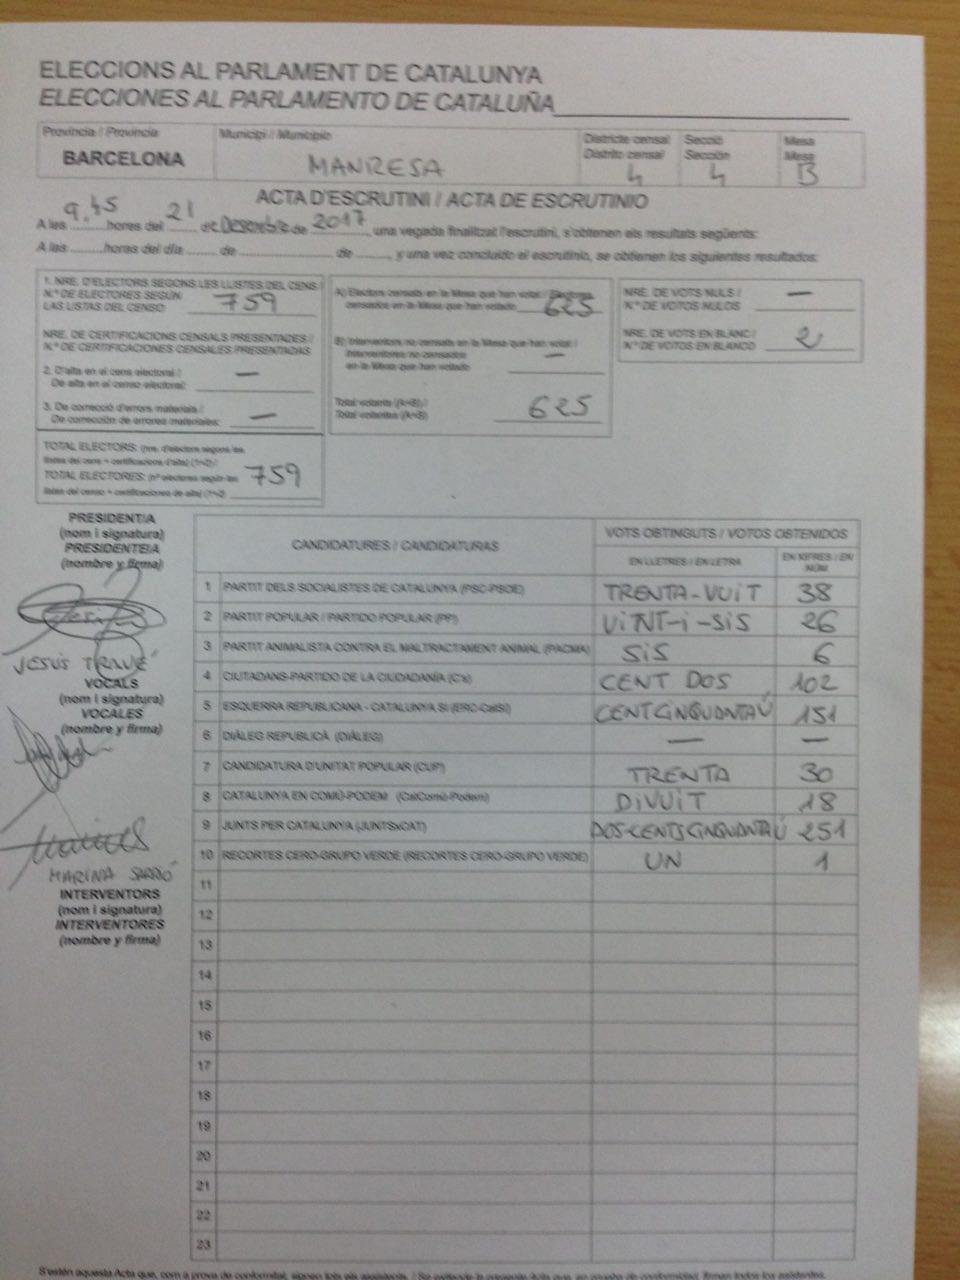 ELECCIONS AL PARLAMENT DE CATALUNYA
ELECCIONES AL PARLAMENTO DE CATALUÑA
Província / Provincia
BARCELONA
Municipi / Municipio
MANRESA
Districte censal
Distrito censal
4
Secció
Sección
4
Mesa
Mesa
B
ACTA D'ESCRUTINI / ACTA DE ESCRUTINIO
A les 9,45 hores del 21 de Desembre de 2017, una vegada finalitzat l'escrutini, s'obtenen els resultats següents:
A las ........horas del día ....... de ........................ de ........, y una vez concluido el escrutinio, se obtienen los siguientes resultados:
1. NRE. D'ELECTORS SEGONS LES LLISTES DEL CENS /
N.º DE ELECTORES SEGÚN
LAS LISTAS DEL CENSO 759
NRE. DE CERTIFICACIONS CENSALS PRESENTADES /
N.º DE CERTIFICACIONES CENSALES PRESENTADAS
2. D'alta en el cens electoral /
De alta en el censo electoral: —
3. De correcció d'errors materials /
De corrección de errores materiales: —
TOTAL ELECTORS: (nre. d'electors segons les
llistes del cens + certificacions d'alta) (1+2) /
TOTAL ELECTORES: (nº electores según las
listas del censo + certificaciones de alta) (1+2) 759
A) Electors censats en la Mesa que han votat / Electores
censados en la Mesa que han votado 625
B) Interventors no censats en la Mesa que han votat /
Interventores no censados
en la Mesa que han votado —
Total votants (A+B) /
Total votantes (A+B) 625
NRE. DE VOTS NULS /
N.º DE VOTOS NULOS —
NRE. DE VOTS EN BLANC /
N.º DE VOTOS EN BLANCO 2
PRESIDENT/A
(nom i signatura)
PRESIDENTE/A
(nombre y firma)
JESÚS TRAVÉ
VOCALS
(nom i signatura)
VOCALES
(nombre y firma)
MARINA SARRÓ
INTERVENTORS
(nom i signatura)
INTERVENTORES
(nombre y firma)
CANDIDATURES / CANDIDATURAS
VOTS OBTINGUTS / VOTOS OBTENIDOS
EN LLETRES / EN LETRA
EN XIFRES / EN
NÚM.
1 PARTIT DELS SOCIALISTES DE CATALUNYA (PSC-PSOE) TRENTA-VUIT 38
2 PARTIT POPULAR / PARTIDO POPULAR (PP) ViNT-i-SiS 26
3 PARTIT ANIMALISTA CONTRA EL MALTRACTAMENT ANIMAL (PACMA) SiS 6
4 CIUTADANS-PARTIDO DE LA CIUDADANÍA (C's) CENT DOS 102
5 ESQUERRA REPUBLICANA - CATALUNYA SÍ (ERC-CatSí) CENTCINQUANTAÚ 151
6 DIÀLEG REPUBLICÀ (DIÀLEG) — —
7 CANDIDATURA D'UNITAT POPULAR (CUP) TRENTA 30
8 CATALUNYA EN COMÚ-PODEM (CatComú-Podem) DiVUiT 18
9 JUNTS PER CATALUNYA (JUNTSxCAT) DOS-CENTSCINQUANTAÚ 251
10 RECORTES CERO-GRUPO VERDE (RECORTES CERO-GRUPO VERDE) UN 1
11
12
13
14
15
16
17
18
19
20
21
22
23
S'estén aquesta Acta que, com a prova de conformitat, signen tots els assistents. / Se extiende la presente Acta que, en prueba de conformidad, firman todos los asistentes.